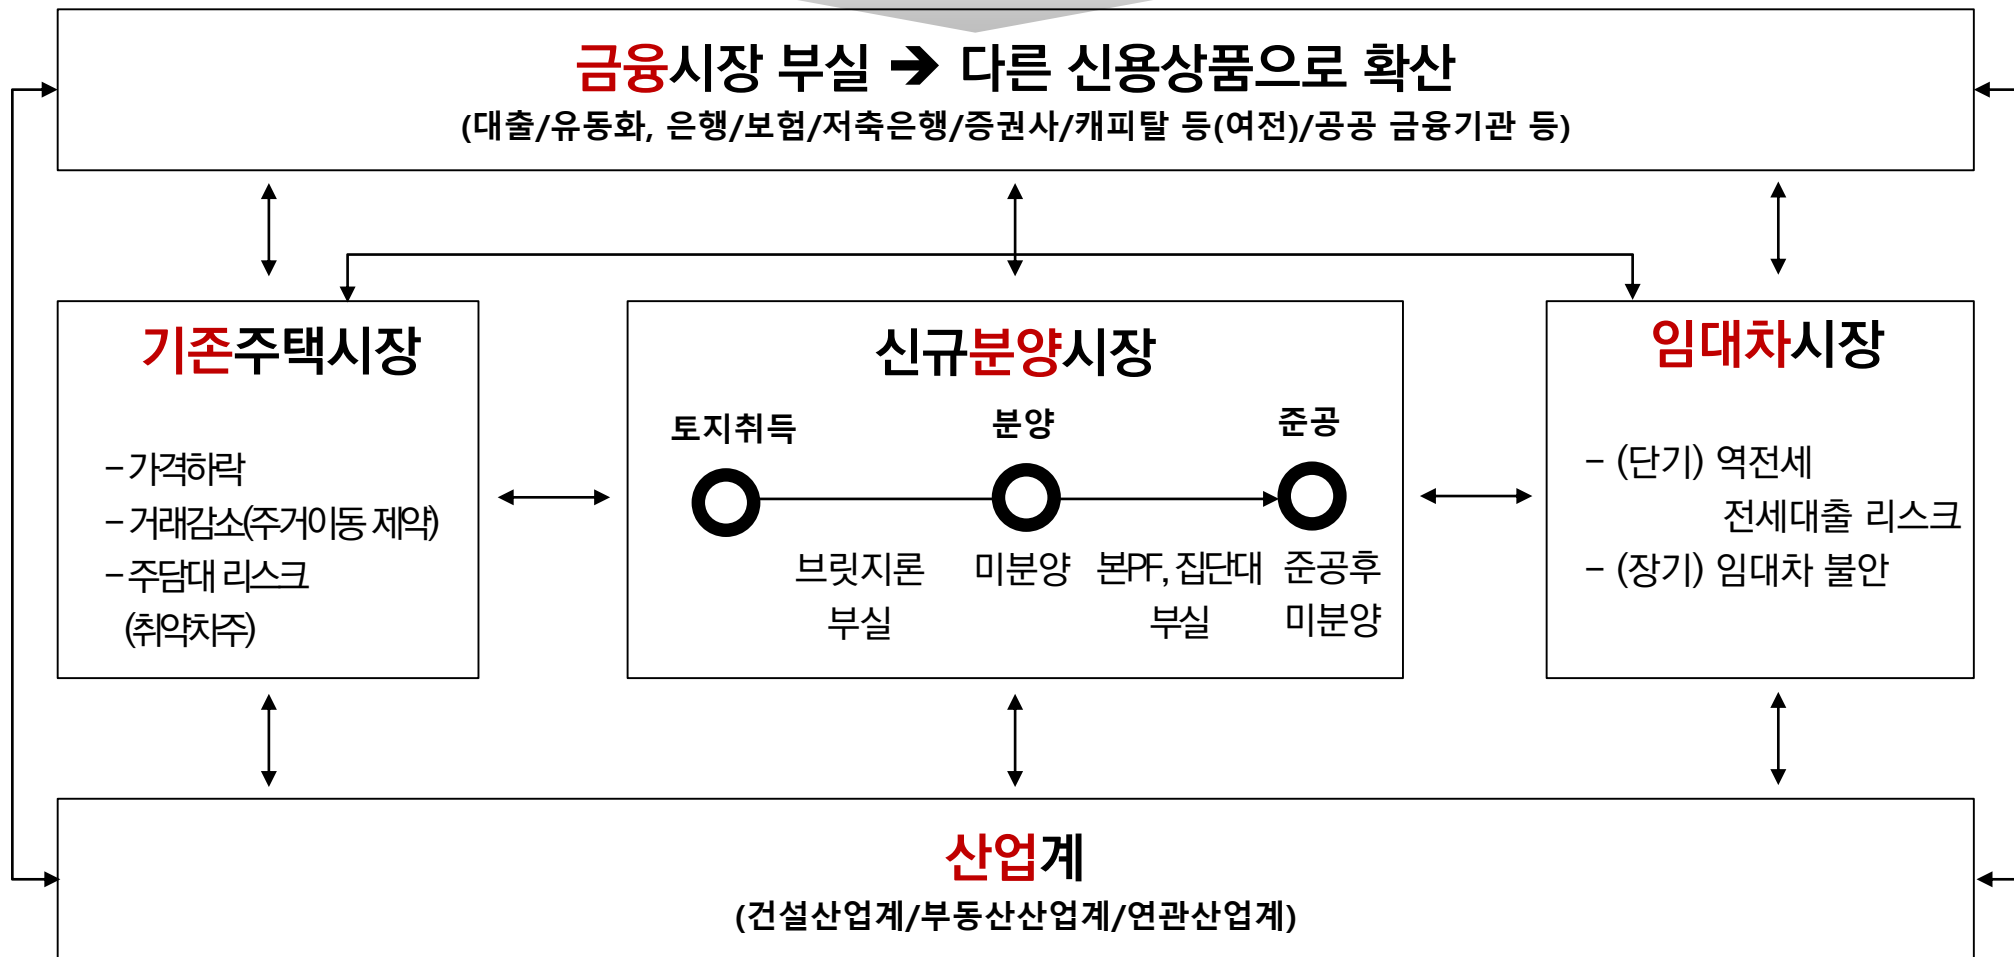 금융시장 부실 ➔ 다른 신용상품으로 확산
(대출/유동화, 은행/보험/저축은행/증권사/캐피탈 등(여전)/공공 금융기관 등)
기존주택시장
- 가격하락
- 거래감소(주거이동 제약)
- 주담대 리스크
(취약차주)
신규분양시장
토지취득
분양
준공
브릿지론
부실
미분양
본PF, 집단대
부실
준공후
미분양
임대차시장
- (단기) 역전세
전세대출 리스크
- (장기) 임대차 불안
산업계
(건설산업계/부동산산업계/연관산업계)